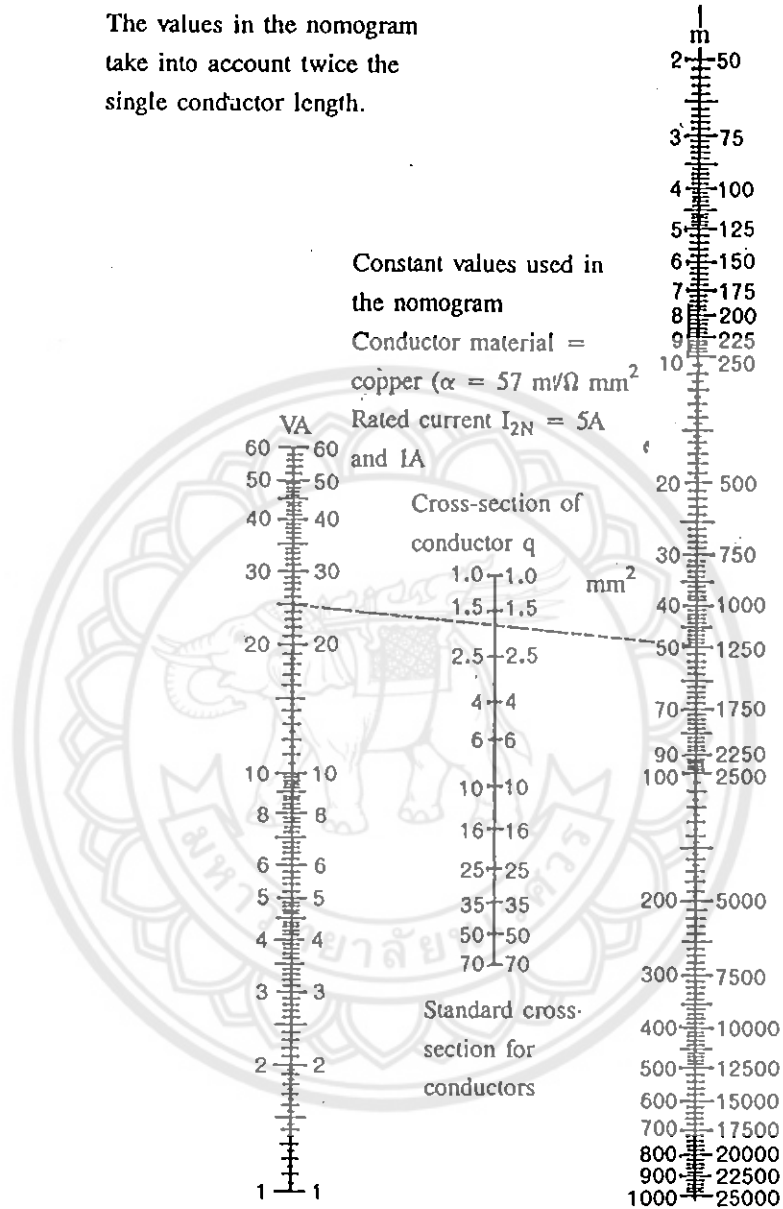 The values in the nomogram
take into account twice the
single conductor length.
l
m
2 50
3 75
4 100
5 125
6 150
7 175
8 200
9 225
10 250
20 500
30 750
40 1000
50 1250
70 1750
90 2250
100 2500
200 5000
300 7500
400 10000
500 12500
600 15000
700 17500
800 20000
900 22500
1000 25000
Constant values used in
the nomogram
Conductor material =
copper (α = 57 m/Ω mm²
Rated current I2N = 5A
and 1A
VA
60 60
50 50
40 40
30 30
20 20
10 10
8 8
6 6
5 5
4 4
3 3
2 2
1 1
Cross-section of
conductor q
mm²
1.0 1.0
1.5 1.5
2.5 2.5
4 4
6 6
10 10
16 16
25 25
35 35
50 50
70 70
Standard cross-
section for
conductors